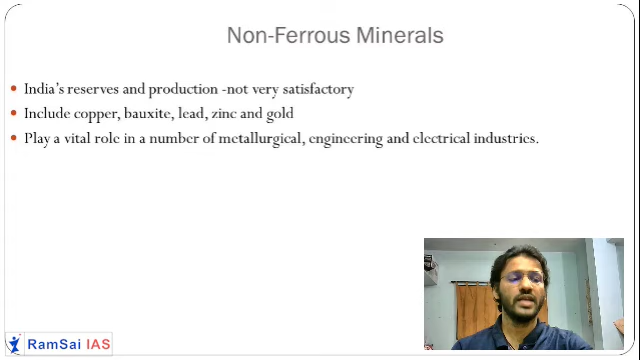 Non-Ferrous Minerals
• India's reserves and production -not very satisfactory
• Include copper, bauxite, lead, zinc and gold
• Play a vital role in a number of metallurgical, engineering and electrical industries.
RamSai IAS